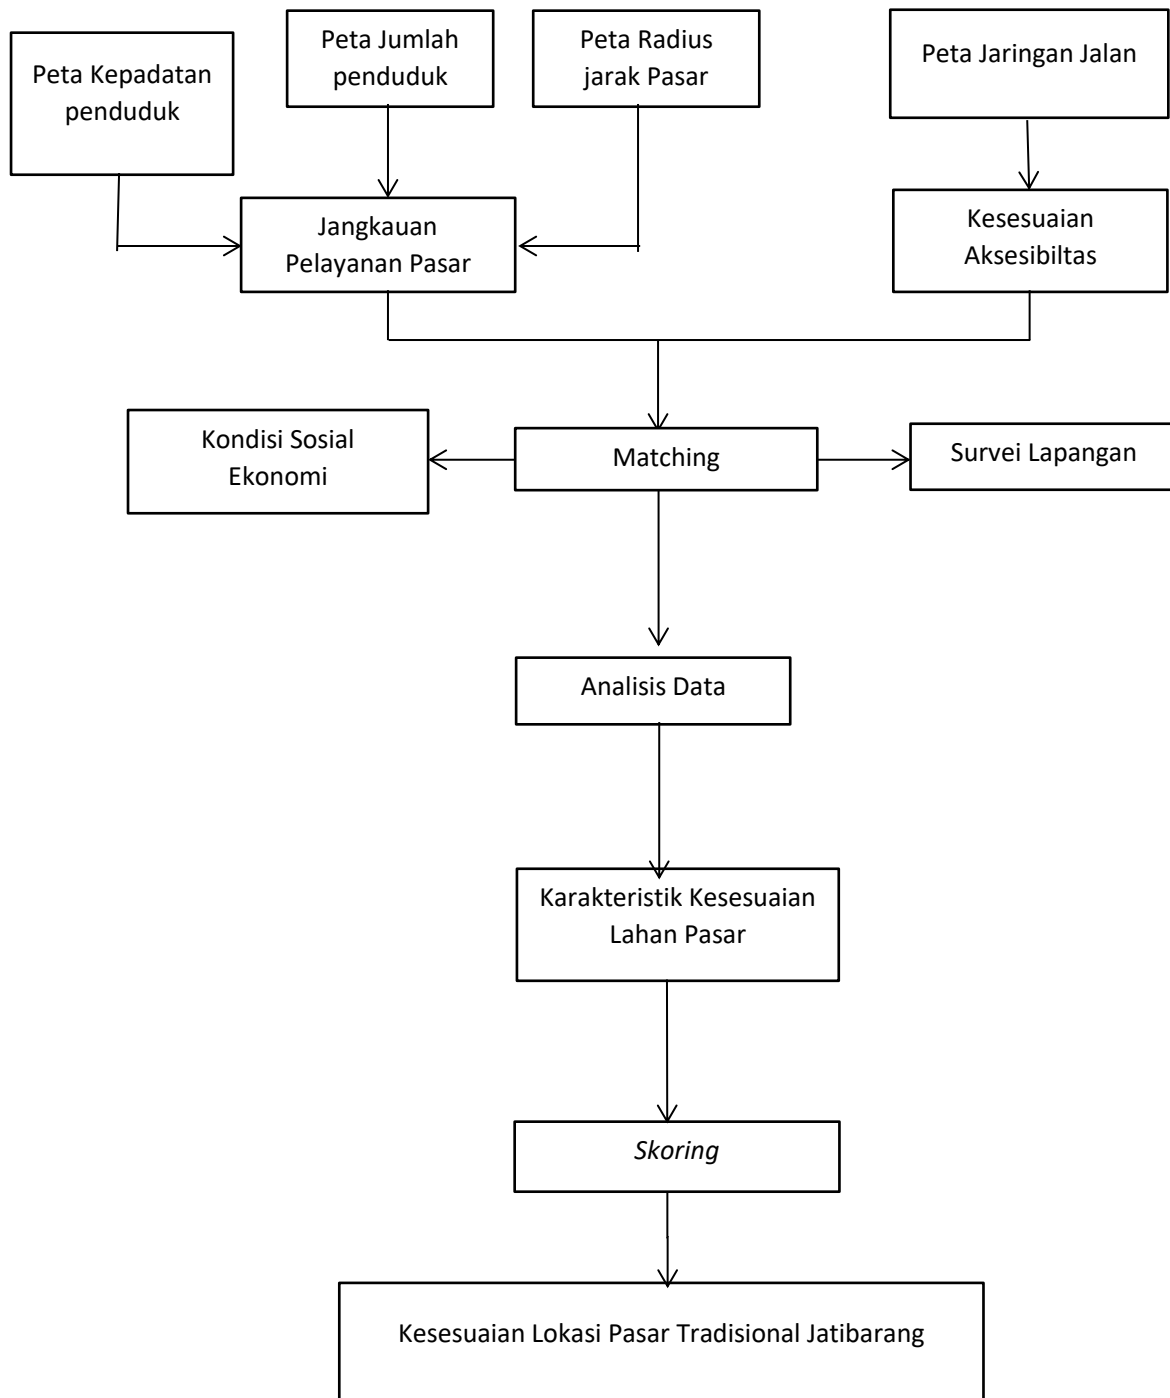 Peta Kepadatan
penduduk
Peta Jumlah
penduduk
Peta Radius
jarak Pasar
Peta Jaringan Jalan
Jangkauan
Pelayanan Pasar
Kesesuaian
Aksesibiltas
Kondisi Sosial
Ekonomi
Matching
Survei Lapangan
Analisis Data
Karakteristik Kesesuaian
Lahan Pasar
Skoring
Kesesuaian Lokasi Pasar Tradisional Jatibarang